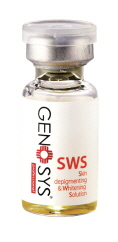 GENOSYS®
SWS
Skin
depigmenting
& Whitening
Solution